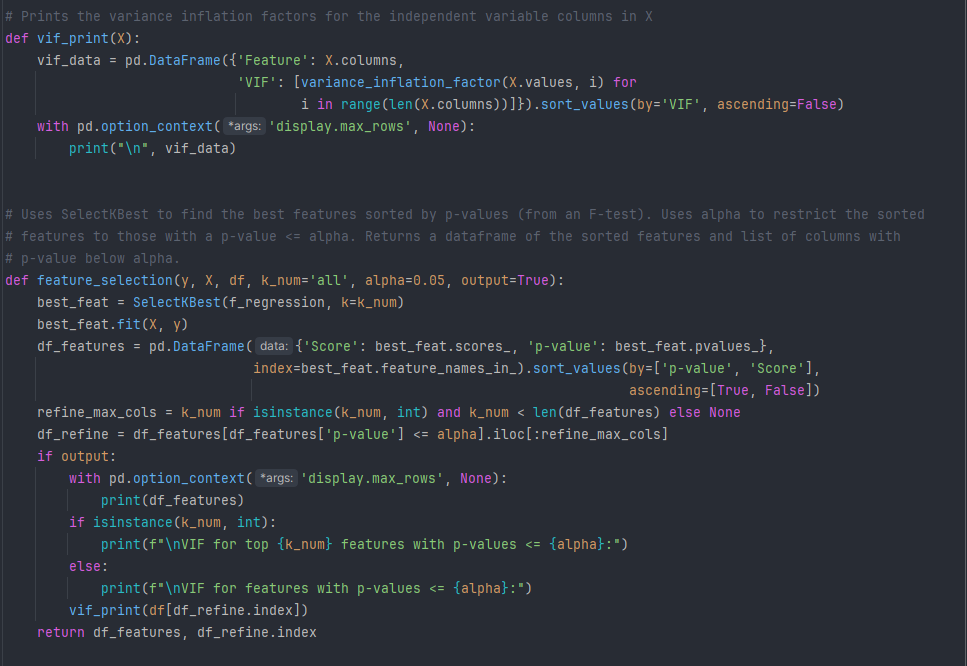 # Prints the variance inflation factors for the independent variable columns in X
def vif_print(X):
    vif_data = pd.DataFrame({'Feature': X.columns,
                             'VIF': [variance_inflation_factor(X.values, i) for
                                     i in range(len(X.columns))]}).sort_values(by='VIF', ascending=False)
    with pd.option_context( *args: 'display.max_rows', None):
        print("\n", vif_data)
# Uses SelectKBest to find the best features sorted by p-values (from an F-test). Uses alpha to restrict the sorted
# features to those with a p-value <= alpha. Returns a dataframe of the sorted features and list of columns with
# p-value below alpha.
def feature_selection(y, X, df, k_num='all', alpha=0.05, output=True):
    best_feat = SelectKBest(f_regression, k=k_num)
    best_feat.fit(X, y)
    df_features = pd.DataFrame( data: {'Score': best_feat.scores_, 'p-value': best_feat.pvalues_},
                               index=best_feat.feature_names_in_).sort_values(by=['p-value', 'Score'],
                                                                              ascending=[True, False])
    refine_max_cols = k_num if isinstance(k_num, int) and k_num < len(df_features) else None
    df_refine = df_features[df_features['p-value'] <= alpha].iloc[:refine_max_cols]
    if output:
        with pd.option_context( *args: 'display.max_rows', None):
            print(df_features)
        if isinstance(k_num, int):
            print(f"\nVIF for top {k_num} features with p-values <= {alpha}:")
        else:
            print(f"\nVIF for features with p-values <= {alpha}:")
        vif_print(df[df_refine.index])
    return df_features, df_refine.index